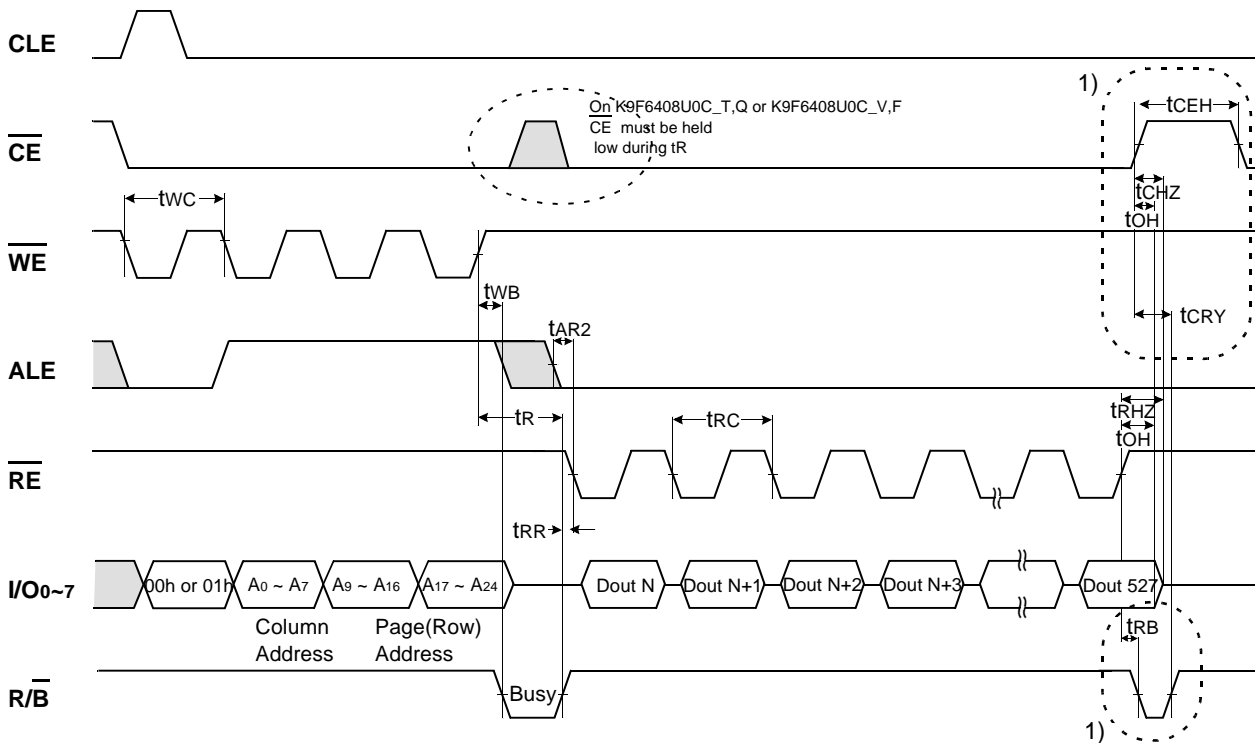 CLE
1)
tCEH
On K9F6408U0C_T,Q or K9F6408U0C_V,F
CE must be held
low during tR
CE
tCHZ
tWC
tOH
WE
tWB
tCRY
tAR2
ALE
tR
tRC
tRHZ
tOH
RE
tRR
I/O0~7
00h or 01h
A0 ~ A7
A9 ~ A16
A17 ~ A24
Dout N
Dout N+1
Dout N+2
Dout N+3
Dout 527
Column
Address
Page(Row)
Address
tRB
R/B
Busy
1)